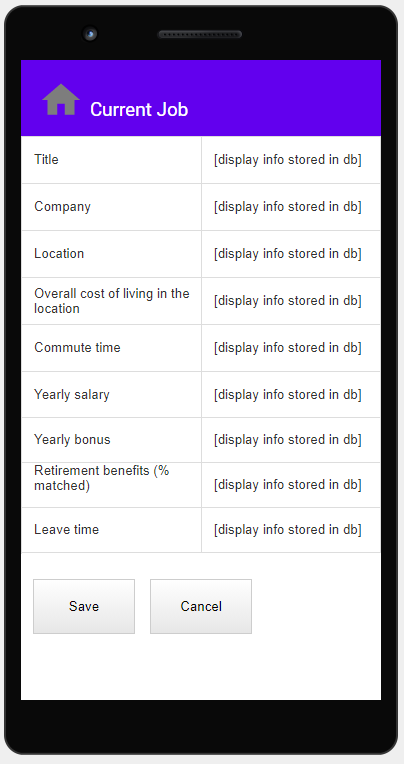 Current Job
Title [display info stored in db]
Company [display info stored in db]
Location [display info stored in db]
Overall cost of living in the
location [display info stored in db]
Commute time [display info stored in db]
Yearly salary [display info stored in db]
Yearly bonus [display info stored in db]
Retirement benefits (%
matched) [display info stored in db]
Leave time [display info stored in db]
Save Cancel